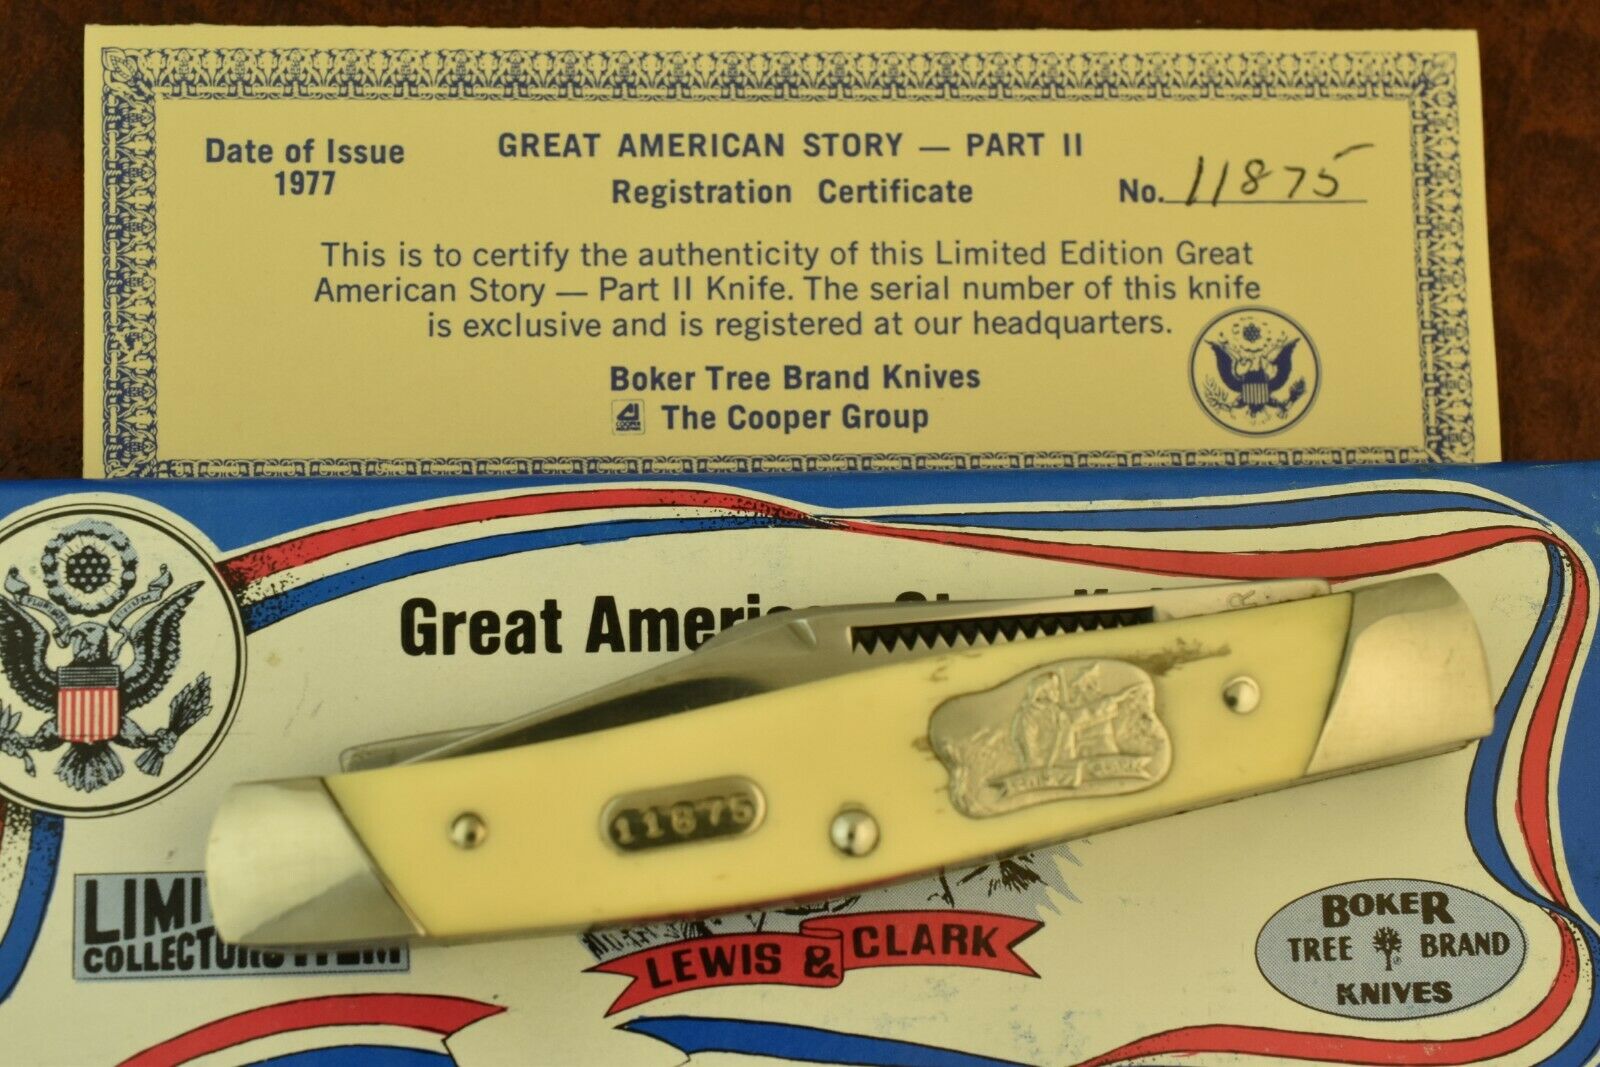 Date of Issue
1977
GREAT AMERICAN STORY — PART II
Registration Certificate
No. 11875
This is to certify the authenticity of this Limited Edition Great
American Story — Part II Knife. The serial number of this knife
is exclusive and is registered at our headquarters.
Boker Tree Brand Knives
The Cooper Group
Great
11875
COLLECTORS ITEM
LEWIS & CLARK
BOKER
TREE BRAND
KNIVES